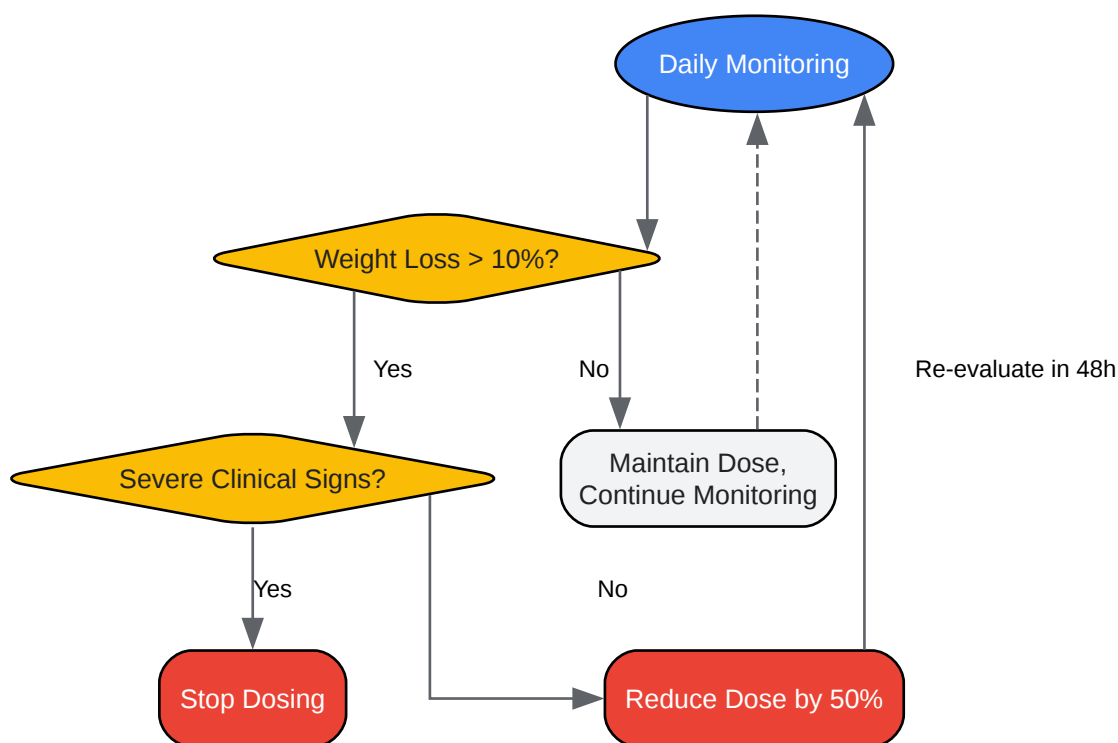 Daily Monitoring
Weight Loss > 10%?
Yes
No
Re-evaluate in 48h
Severe Clinical Signs?
Maintain Dose,
Continue Monitoring
Yes
No
Stop Dosing
Reduce Dose by 50%